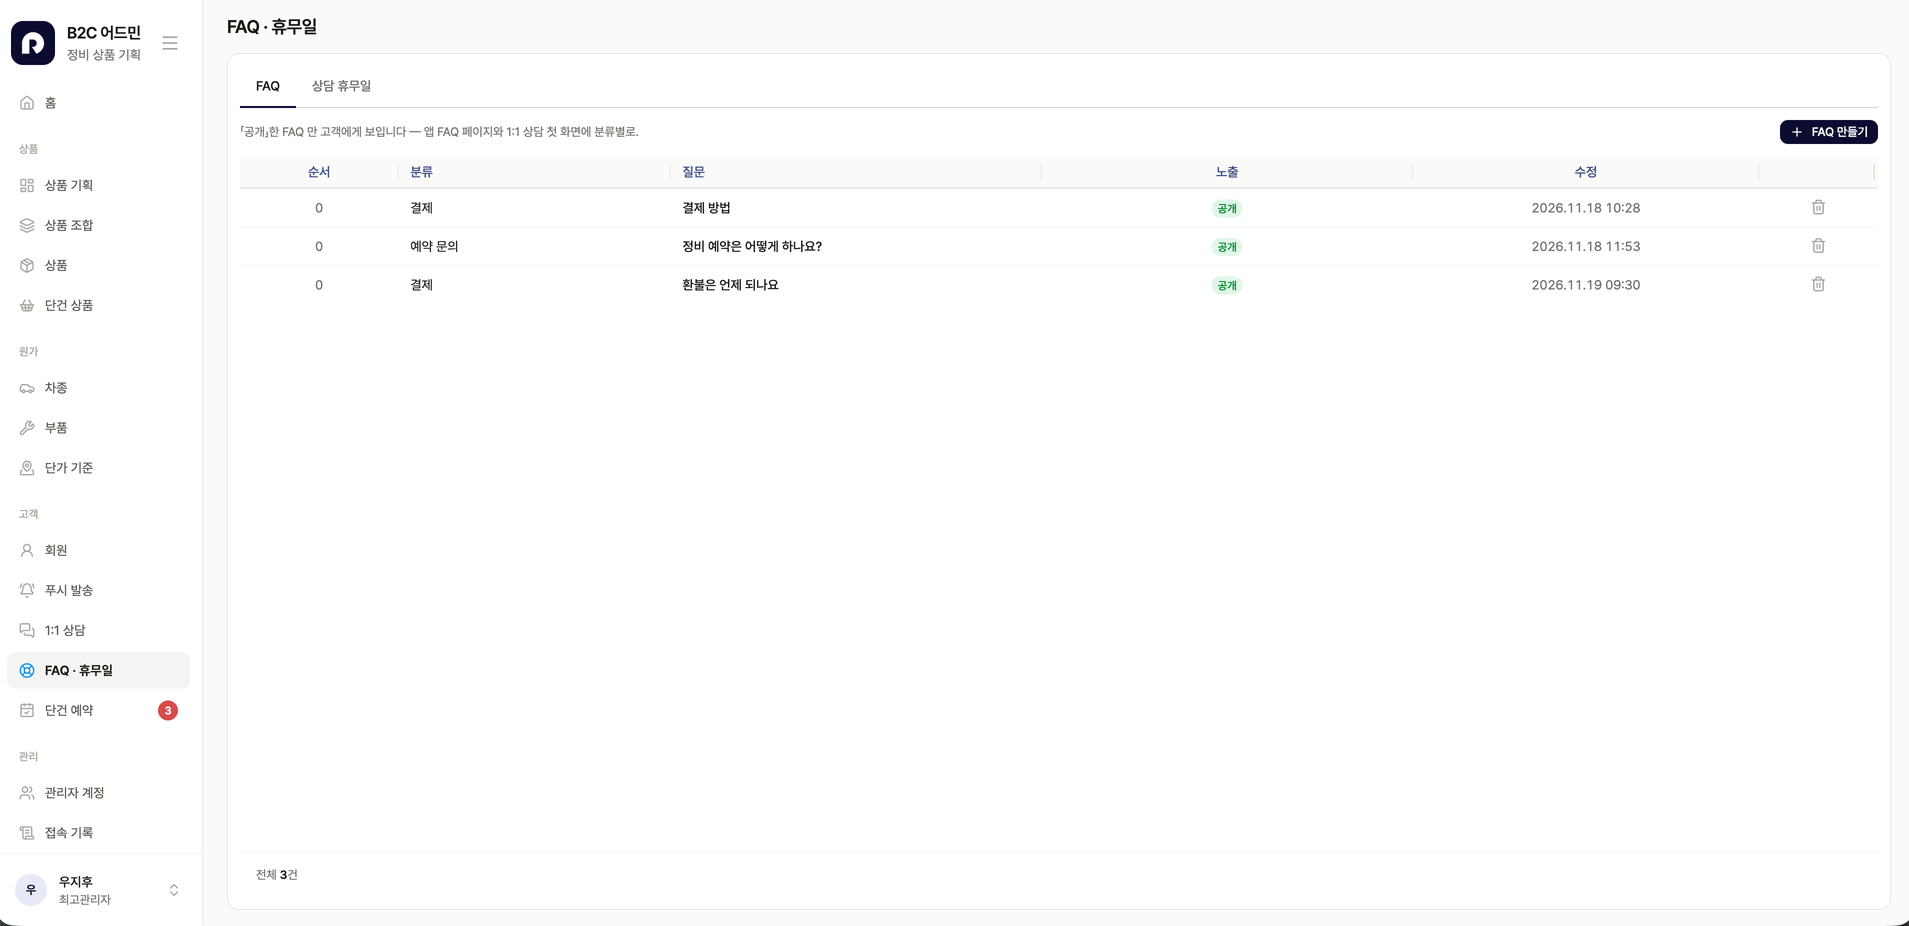 B2C 어드민
정비 상품 기획
홈
상품
상품 기획
상품 조합
상품
단건 상품
원가
차종
부품
단가 기준
고객
회원
푸시 발송
1:1 상담
FAQ · 휴무일
단건 예약 3
관리
관리자 계정
접속 기록
우 우지후
최고관리자
FAQ · 휴무일
FAQ 상담 휴무일
「공개」한 FAQ 만 고객에게 보입니다 — 앱 FAQ 페이지와 1:1 상담 첫 화면에 분류별로.
+ FAQ 만들기
순서 분류 질문 노출 수정
0 결제 결제 방법 공개 2026.11.18 10:28
0 예약 문의 정비 예약은 어떻게 하나요? 공개 2026.11.18 11:53
0 결제 환불은 언제 되나요 공개 2026.11.19 09:30
전체 3건